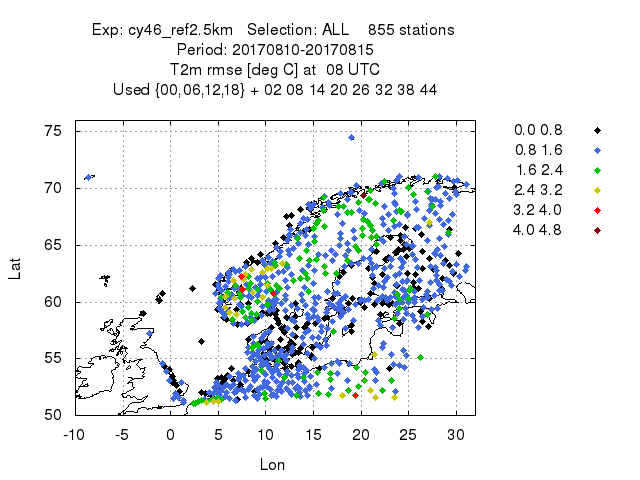 Exp: cy46_ref2.5km   Selection: ALL    855 stations
Period: 20170810-20170815
T2m rmse [deg C] at  08 UTC
Used {00,06,12,18} + 02 08 14 20 26 32 38 44
0.0 0.8
0.8 1.6
1.6 2.4
2.4 3.2
3.2 4.0
4.0 4.8
75
70
65
60
55
50
Lat
-10 -5 0 5 10 15 20 25 30
Lon